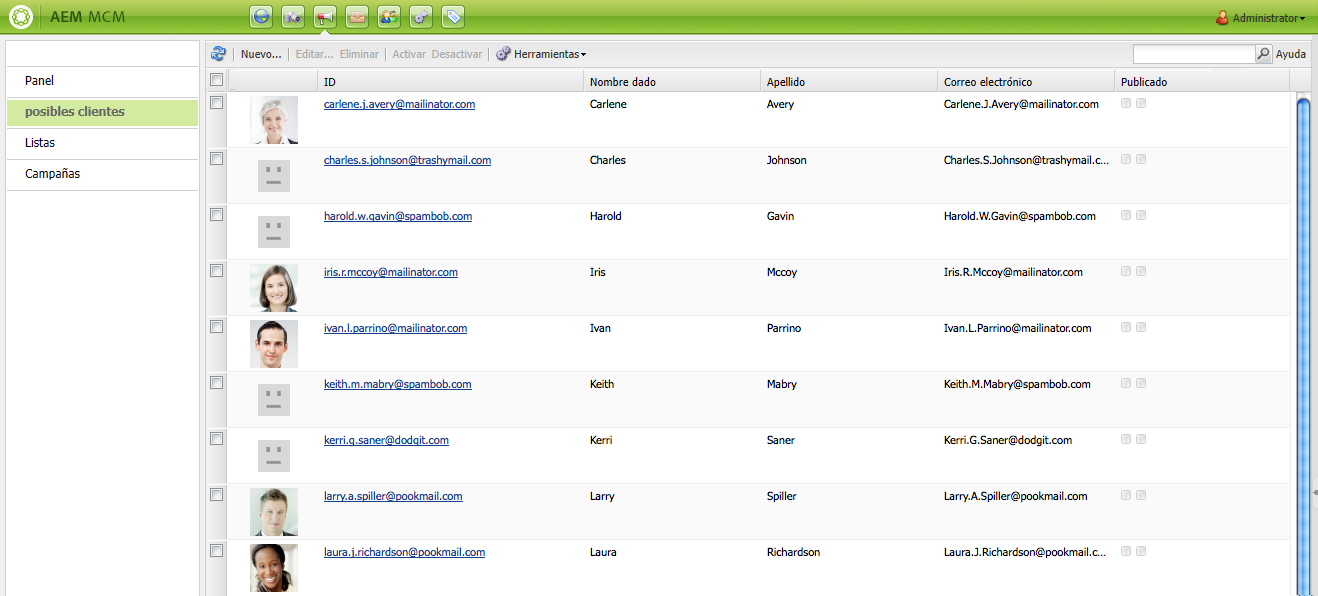 AEM MCM Administrator
Nuevo... Editar... Eliminar Activar Desactivar Herramientas Ayuda
Panel
posibles clientes
Listas
Campañas
ID Nombre dado Apellido Correo electrónico Publicado
carlene.j.avery@mailinator.com Carlene Avery Carlene.J.Avery@mailinator.com
charles.s.johnson@trashymail.com Charles Johnson Charles.S.Johnson@trashymail.c...
harold.w.gavin@spambob.com Harold Gavin Harold.W.Gavin@spambob.com
iris.r.mccoy@mailinator.com Iris Mccoy Iris.R.Mccoy@mailinator.com
ivan.l.parrino@mailinator.com Ivan Parrino Ivan.L.Parrino@mailinator.com
keith.m.mabry@spambob.com Keith Mabry Keith.M.Mabry@spambob.com
kerri.g.saner@dodgit.com Kerri Saner Kerri.G.Saner@dodgit.com
larry.a.spiller@pookmail.com Larry Spiller Larry.A.Spiller@pookmail.com
laura.j.richardson@pookmail.com Laura Richardson Laura.J.Richardson@pookmail.c...